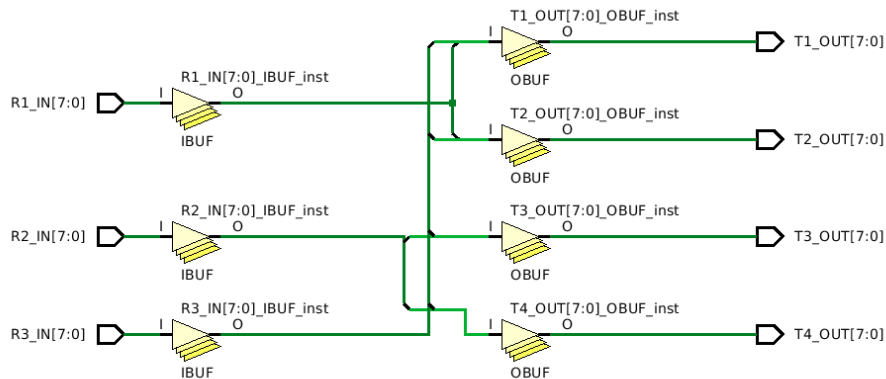 T1_OUT[7:0]_OBUF_inst
I O T1_OUT[7:0]
OBUF
R1_IN[7:0]_IBUF_inst
R1_IN[7:0] I O
IBUF
T2_OUT[7:0]_OBUF_inst
I O T2_OUT[7:0]
OBUF
R2_IN[7:0]_IBUF_inst
R2_IN[7:0] I O
IBUF
T3_OUT[7:0]_OBUF_inst
I O T3_OUT[7:0]
OBUF
R3_IN[7:0]_IBUF_inst
R3_IN[7:0] I O
IBUF
T4_OUT[7:0]_OBUF_inst
I O T4_OUT[7:0]
OBUF